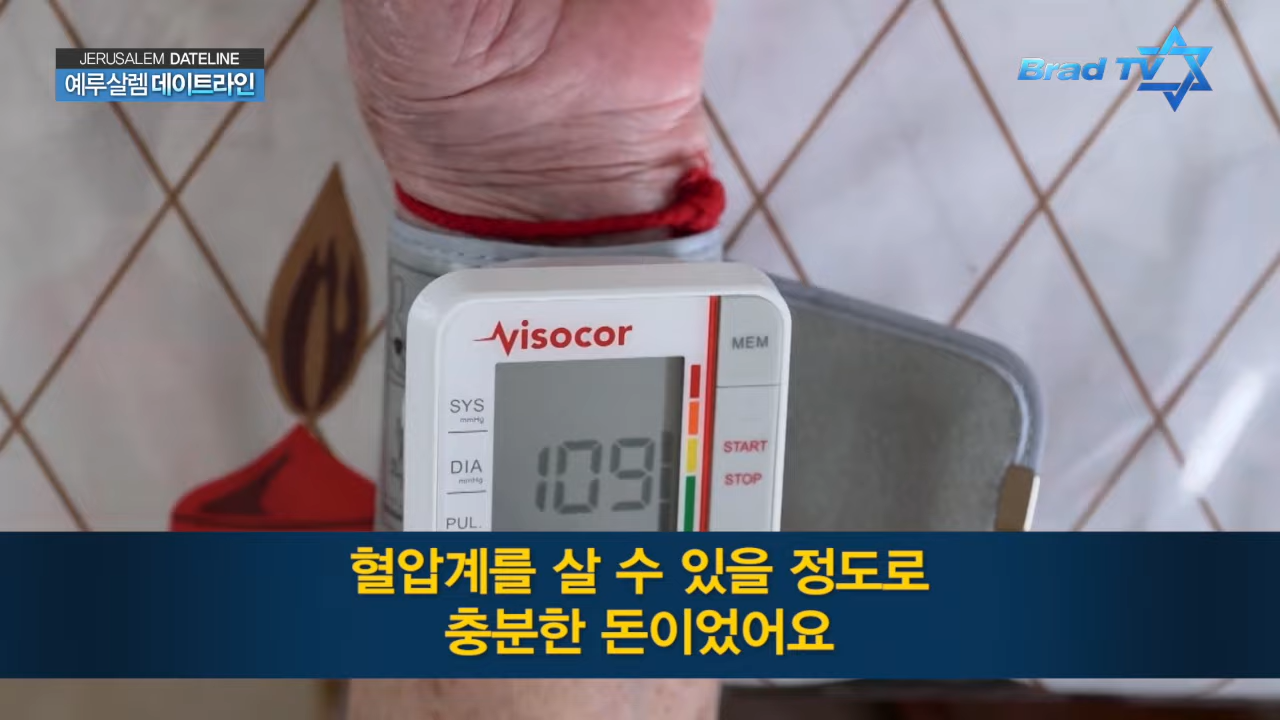 JERUSALEM DATELINE
예루살렘 데이트라인
Brad TV
visocor
MEM
SYS
mmHg
DIA
mmHg
PUL.
109
START
STOP
혈압계를 살 수 있을 정도로
충분한 돈이었어요